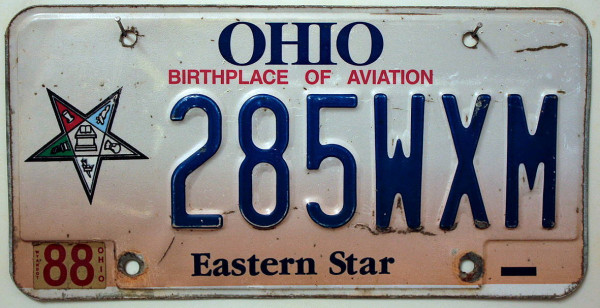 OHIO
BIRTHPLACE OF AVIATION
285WXM
88
OHIO
Eastern Star